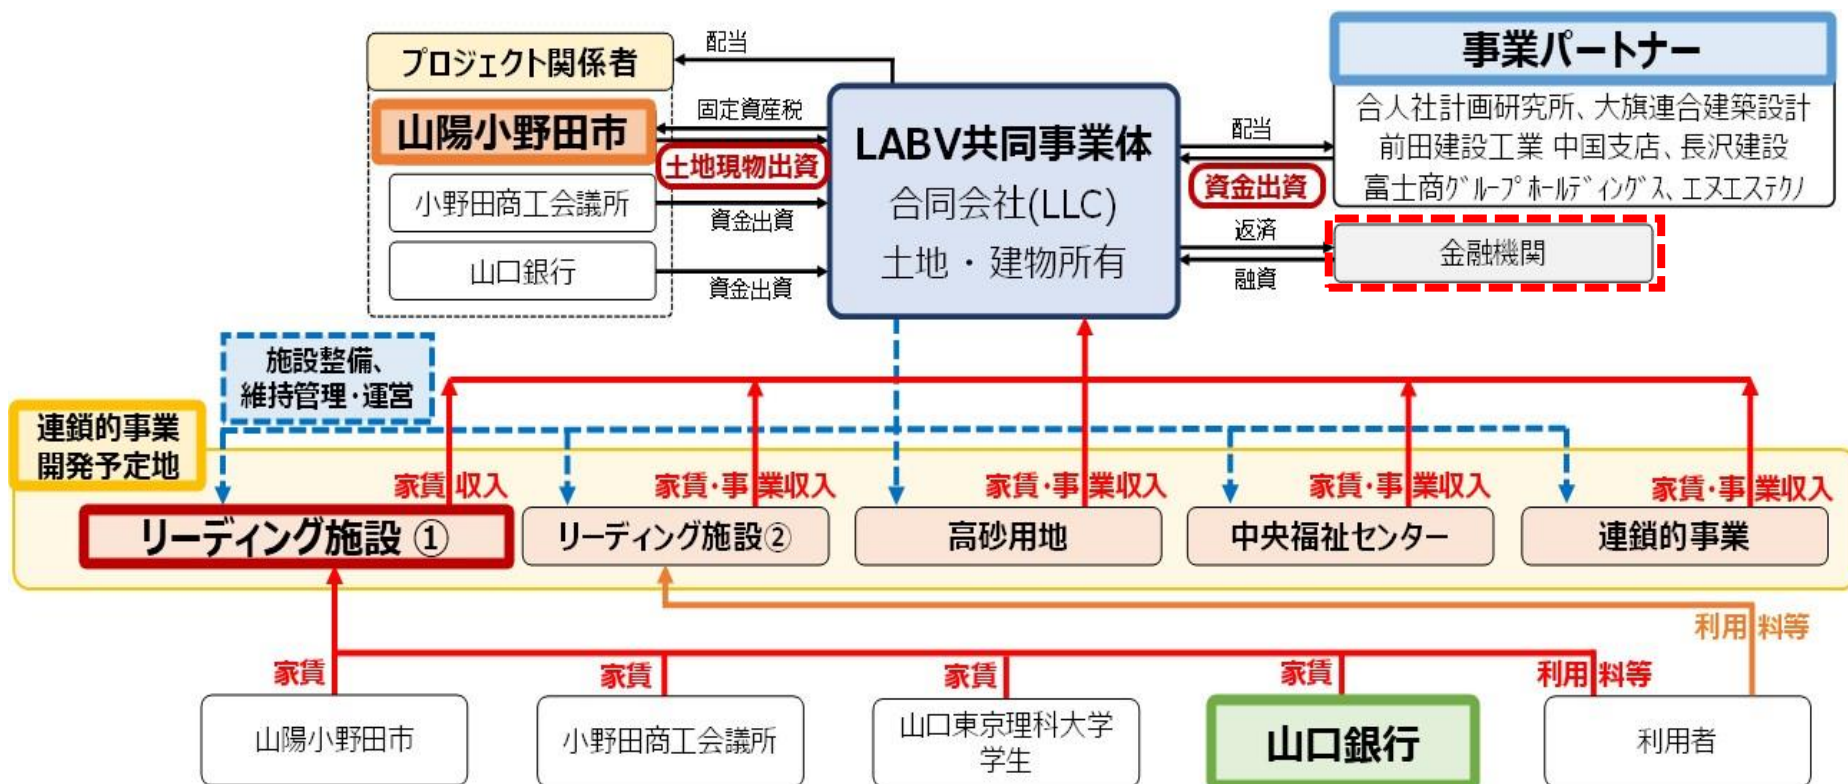 プロジェクト関係者
山陽小野田市
小野田商工会議所
山口銀行
配当
固定資産税
土地現物出資
資金出資
資金出資
LABV共同事業体
合同会社(LLC)
土地・建物所有
配当
資金出資
返済
融資
事業パートナー
合人社計画研究所、大旗連合建築設計
前田建設工業 中国支店、長沢建設
富士商グループホールディングス、エヌエステクノ
金融機関
施設整備、
維持管理・運営
連鎖的事業
開発予定地
家賃収入
家賃・事業収入
家賃・事業収入
家賃・事業収入
家賃・事業収入
リーディング施設 ①
リーディング施設②
高砂用地
中央福祉センター
連鎖的事業
利用料等
家賃
家賃
家賃
家賃
利用料等
山陽小野田市
小野田商工会議所
山口東京理科大学
学生
山口銀行
利用者